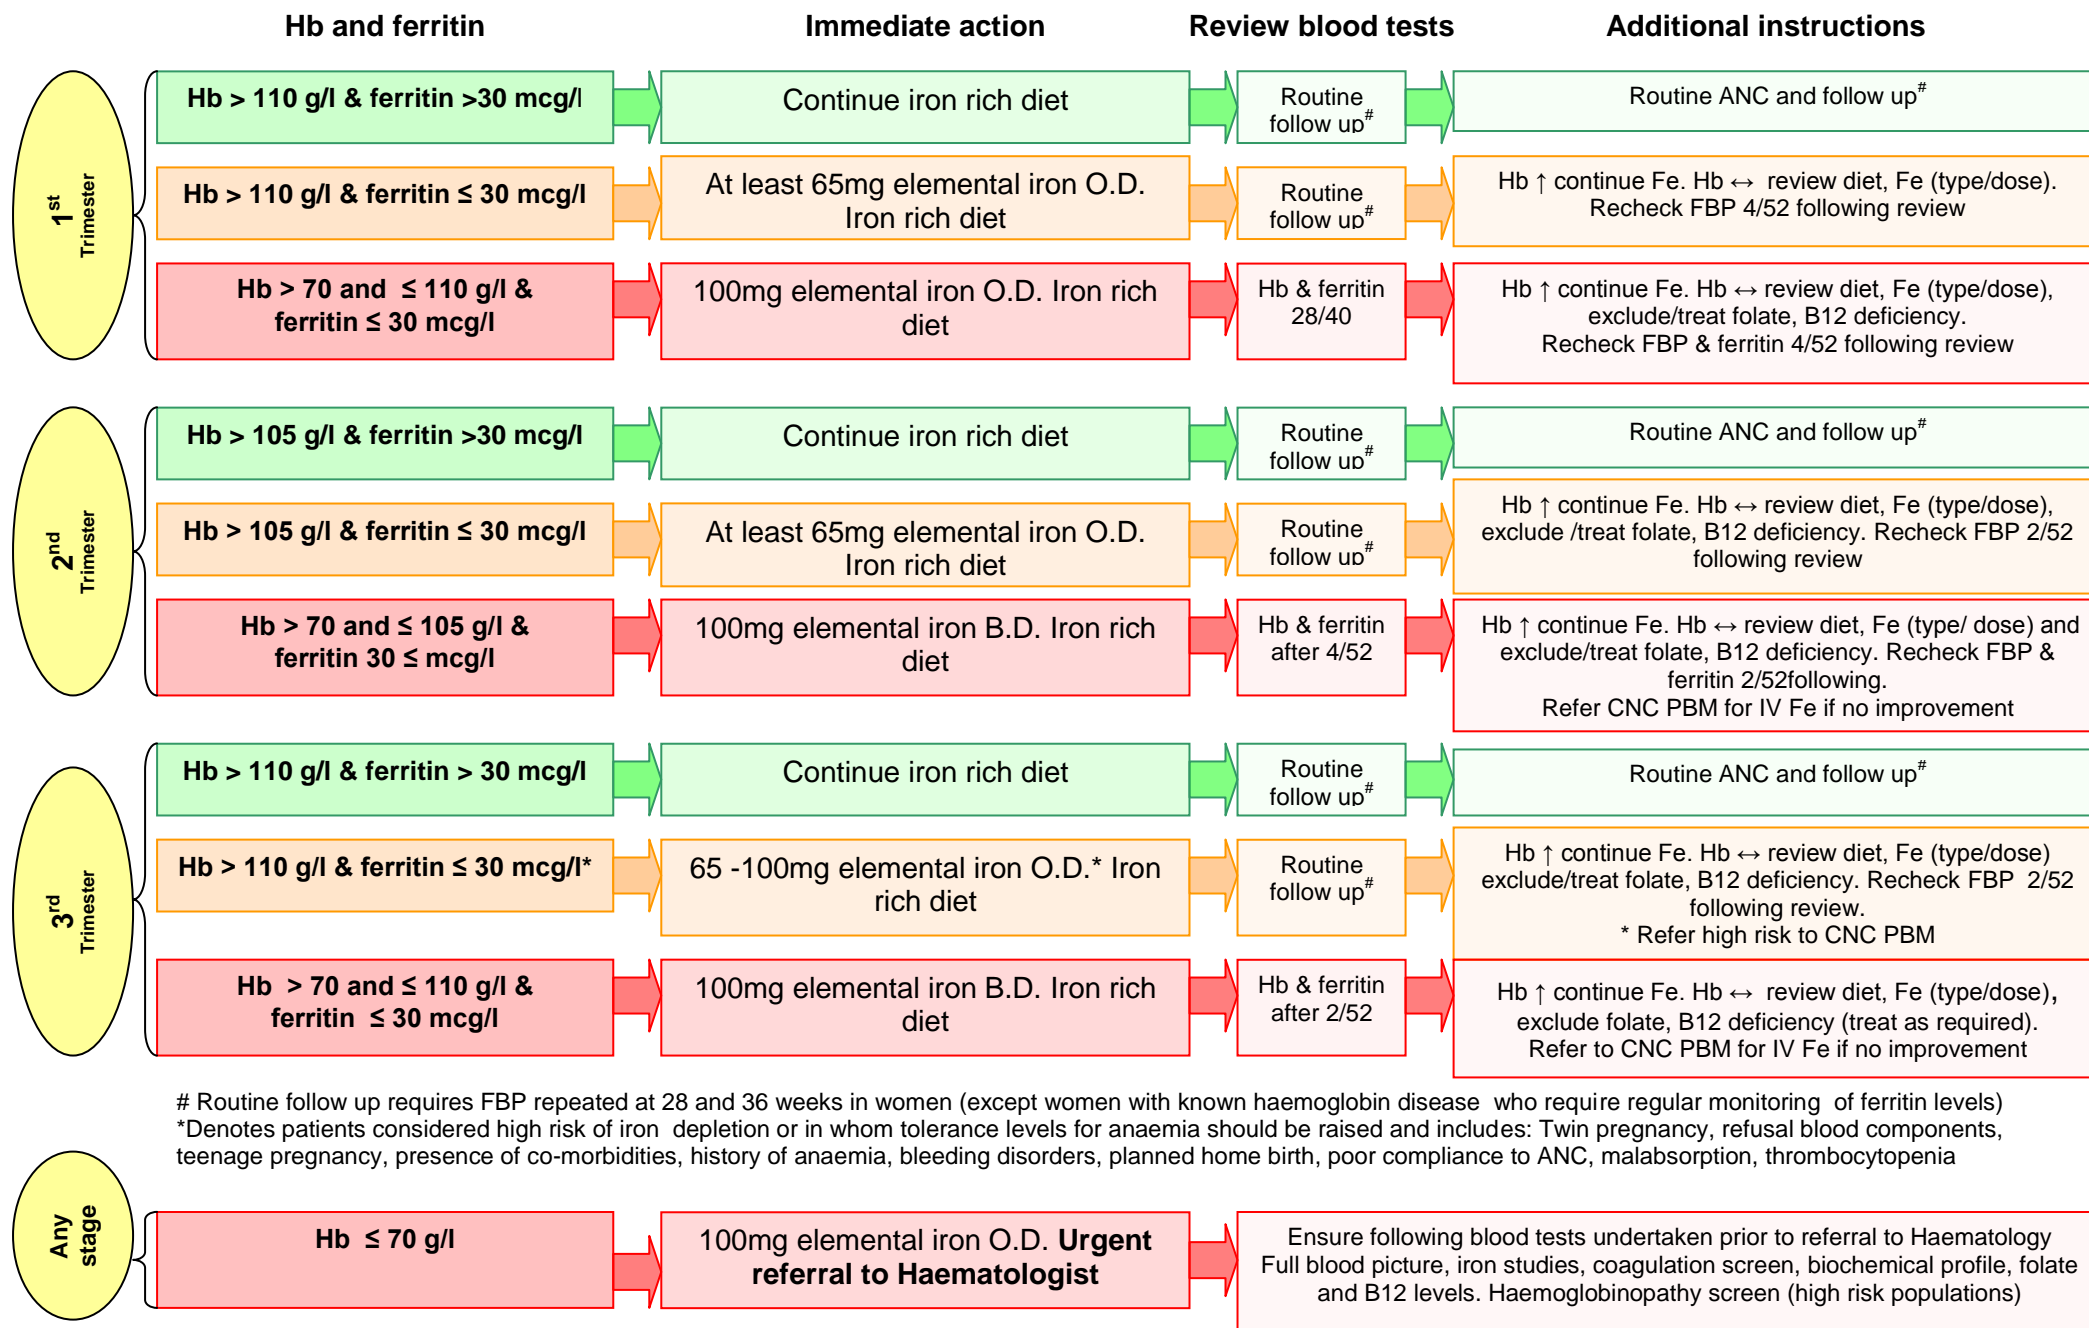 Hb and ferritin
Immediate action
Review blood tests
Additional instructions
1st
Trimester
Hb > 110 g/l & ferritin >30 mcg/l
Continue iron rich diet
Routine
follow up#
Routine ANC and follow up#
Hb > 110 g/l & ferritin ≤ 30 mcg/l
At least 65mg elemental iron O.D.
Iron rich diet
Routine
follow up#
Hb ↑ continue Fe. Hb ↔ review diet, Fe (type/dose).
Recheck FBP 4/52 following review
Hb > 70 and ≤ 110 g/l &
ferritin ≤ 30 mcg/l
100mg elemental iron O.D. Iron rich
diet
Hb & ferritin
28/40
Hb ↑ continue Fe. Hb ↔ review diet, Fe (type/dose),
exclude/treat folate, B12 deficiency.
Recheck FBP & ferritin 4/52 following review
2nd
Trimester
Hb > 105 g/l & ferritin >30 mcg/l
Continue iron rich diet
Routine
follow up#
Routine ANC and follow up#
Hb > 105 g/l & ferritin ≤ 30 mcg/l
At least 65mg elemental iron O.D.
Iron rich diet
Routine
follow up#
Hb ↑ continue Fe. Hb ↔ review diet, Fe (type/dose),
exclude /treat folate, B12 deficiency. Recheck FBP 2/52
following review
Hb > 70 and ≤ 105 g/l &
ferritin 30 ≤ mcg/l
100mg elemental iron B.D. Iron rich
diet
Hb & ferritin
after 4/52
Hb ↑ continue Fe. Hb ↔ review diet, Fe (type/ dose) and
exclude/treat folate, B12 deficiency. Recheck FBP &
ferritin 2/52following.
Refer CNC PBM for IV Fe if no improvement
3rd
Trimester
Hb > 110 g/l & ferritin > 30 mcg/l
Continue iron rich diet
Routine
follow up#
Routine ANC and follow up#
Hb > 110 g/l & ferritin ≤ 30 mcg/l*
65 -100mg elemental iron O.D.* Iron
rich diet
Routine
follow up#
Hb ↑ continue Fe. Hb ↔ review diet, Fe (type/dose)
exclude/treat folate, B12 deficiency. Recheck FBP 2/52
following review.
* Refer high risk to CNC PBM
Hb > 70 and ≤ 110 g/l &
ferritin ≤ 30 mcg/l
100mg elemental iron B.D. Iron rich
diet
Hb & ferritin
after 2/52
Hb ↑ continue Fe. Hb ↔ review diet, Fe (type/dose),
exclude folate, B12 deficiency (treat as required).
Refer to CNC PBM for IV Fe if no improvement
# Routine follow up requires FBP repeated at 28 and 36 weeks in women (except women with known haemoglobin disease who require regular monitoring of ferritin levels)
*Denotes patients considered high risk of iron depletion or in whom tolerance levels for anaemia should be raised and includes: Twin pregnancy, refusal blood components,
teenage pregnancy, presence of co-morbidities, history of anaemia, bleeding disorders, planned home birth, poor compliance to ANC, malabsorption, thrombocytopenia
Any
stage
Hb ≤ 70 g/l
100mg elemental iron O.D. Urgent
referral to Haematologist
Ensure following blood tests undertaken prior to referral to Haematology
Full blood picture, iron studies, coagulation screen, biochemical profile, folate
and B12 levels. Haemoglobinopathy screen (high risk populations)